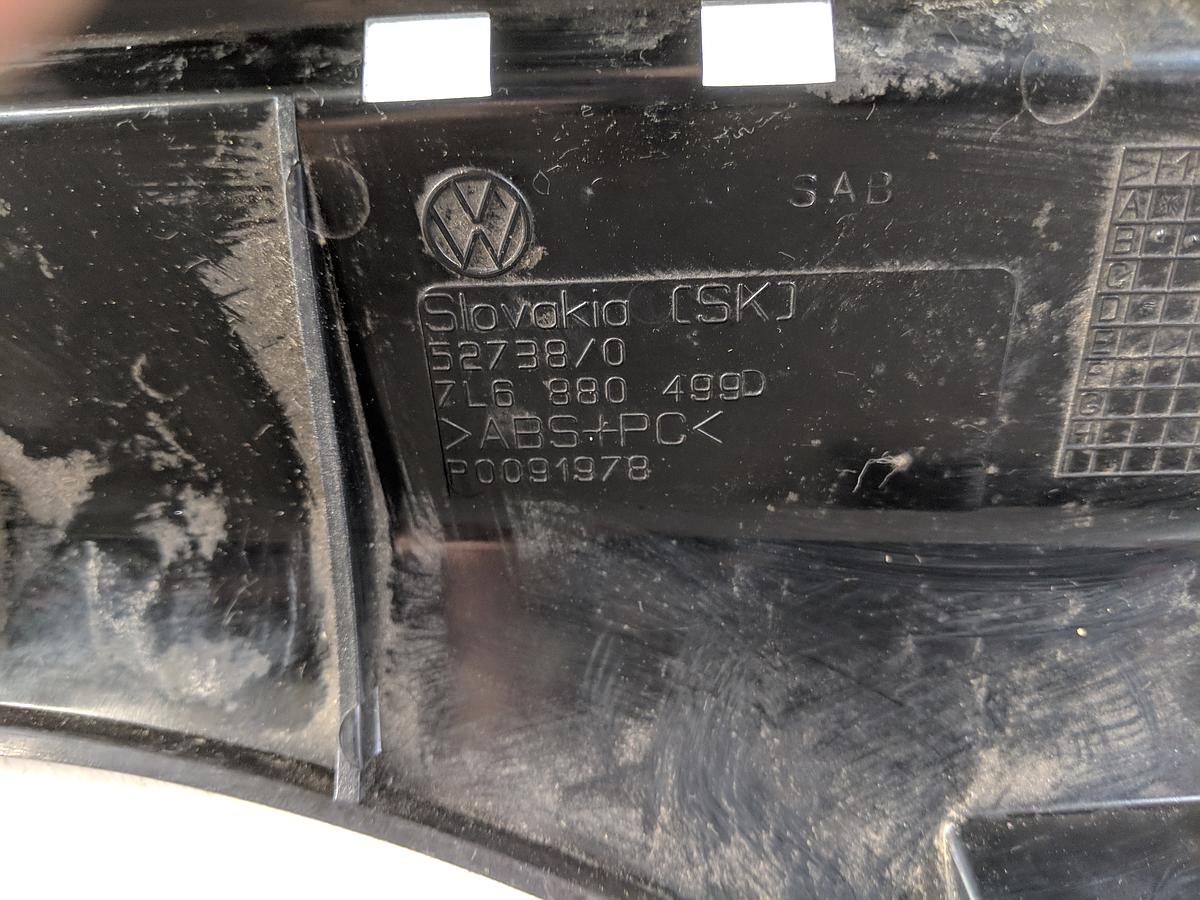 SAB
Slovakia [SK]
52738/0
7L6 880 499D
>ABS+PC<
P0091978
A
B
C
D
E
F
G
H